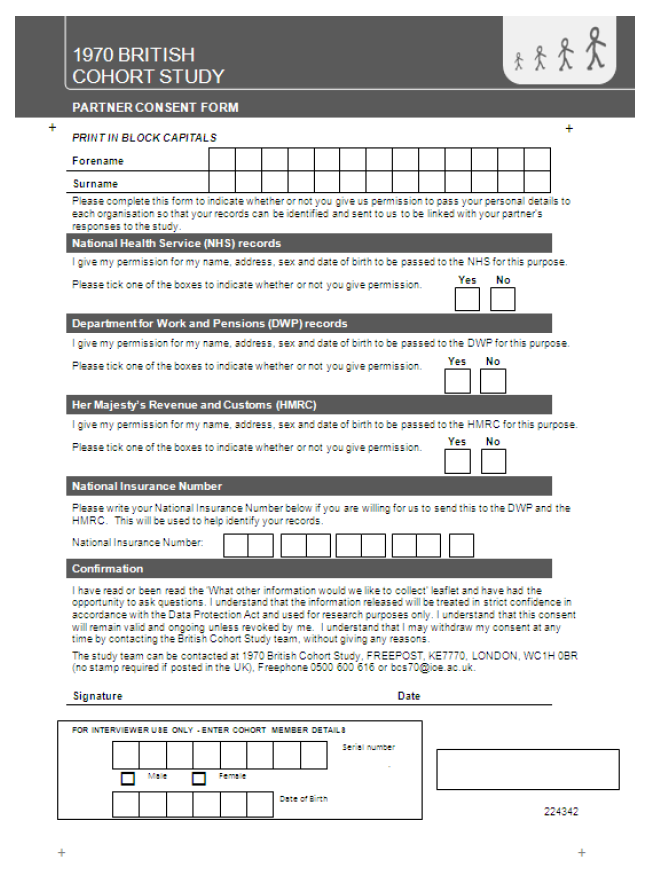 1970 BRITISH
COHORT STUDY
PARTNER CONSENT FORM
PRINT IN BLOCK CAPITALS
Forename
Surname
Please complete this form to indicate whether or not you give us permission to pass your personal details to
each organisation so that your records can be identified and sent to us to be linked with your partner's
responses to the study.
National Health Service (NHS) records
I give my permission for my name, address, sex and date of birth to be passed to the NHS for this purpose.
Yes No
Please tick one of the boxes to indicate whether or not you give permission.
Department for Work and Pensions (DWP) records
I give my permission for my name, address, sex and date of birth to be passed to the DWP for this purpose.
Yes No
Please tick one of the boxes to indicate whether or not you give permission.
Her Majesty's Revenue and Customs (HMRC)
I give my permission for my name, address, sex and date of birth to be passed to the HMRC for this purpose.
Yes No
Please tick one of the boxes to indicate whether or not you give permission.
National Insurance Number
Please write your National Insurance Number below if you are willing for us to send this to the DWP and the
HMRC. This will be used to help identify your records.
National Insurance Number:
Confirmation
I have read or been read the 'What other information would we like to collect' leaflet and have had the
opportunity to ask questions. I understand that the information released will be treated in strict confidence in
accordance with the Data Protection Act and used for research purposes only. I understand that this consent
will remain valid and ongoing unless revoked by me. I understand that I may withdraw my consent at any
time by contacting the British Cohort Study team, without giving any reasons.
The study team can be contacted at 1970 British Cohort Study, FREEPOST, KE7770, LONDON, WC1H 0BR
(no stamp required if posted in the UK), Freephone 0500 600 616 or bcs70@ioe.ac.uk.
Signature Date
FOR INTERVIEWER USE ONLY - ENTER COHORT MEMBER DETAILS
Serial number
Male Female
Date of Birth
224342